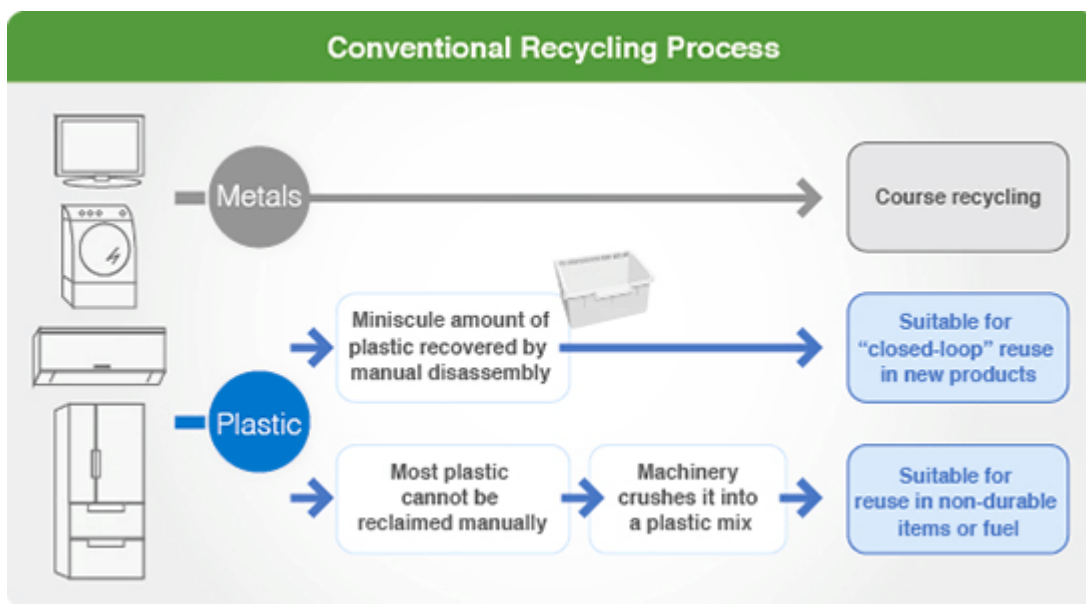 Conventional Recycling Process
Metals
Course recycling
Miniscule amount of
plastic recovered by
manual disassembly
Suitable for
“closed-loop” reuse
in new products
Plastic
Most plastic
cannot be
reclaimed manually
Machinery
crushes it into
a plastic mix
Suitable for
reuse in non-durable
items or fuel